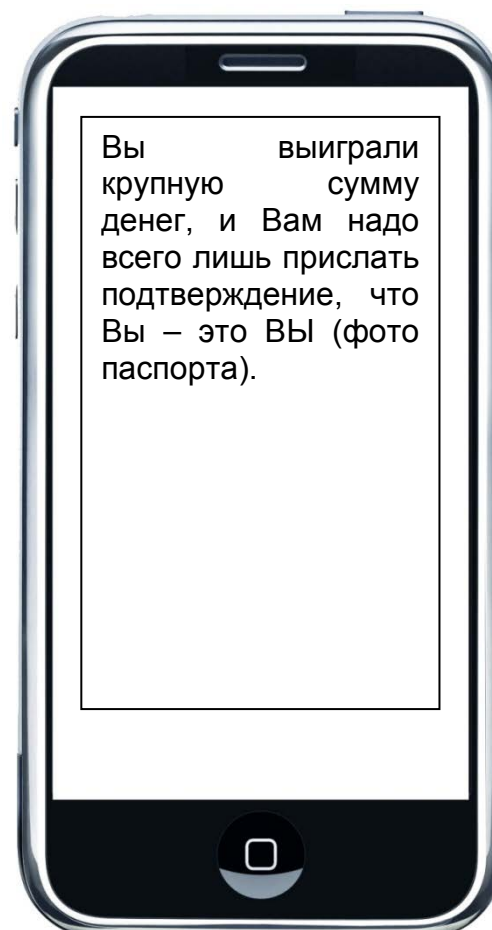 Вы выиграли
крупную сумму
денег, и Вам надо
всего лишь прислать
подтверждение, что
Вы – это ВЫ (фото
паспорта).